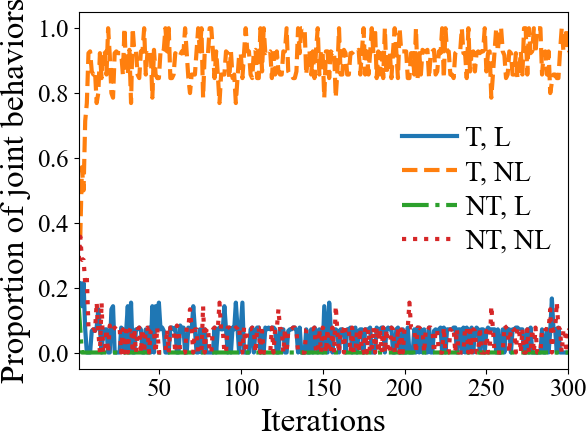 Proportion of joint behaviors
1.0
0.8
0.6
0.4
0.2
0.0
T, L
T, NL
NT, L
NT, NL
50
100
150
200
250
300
Iterations